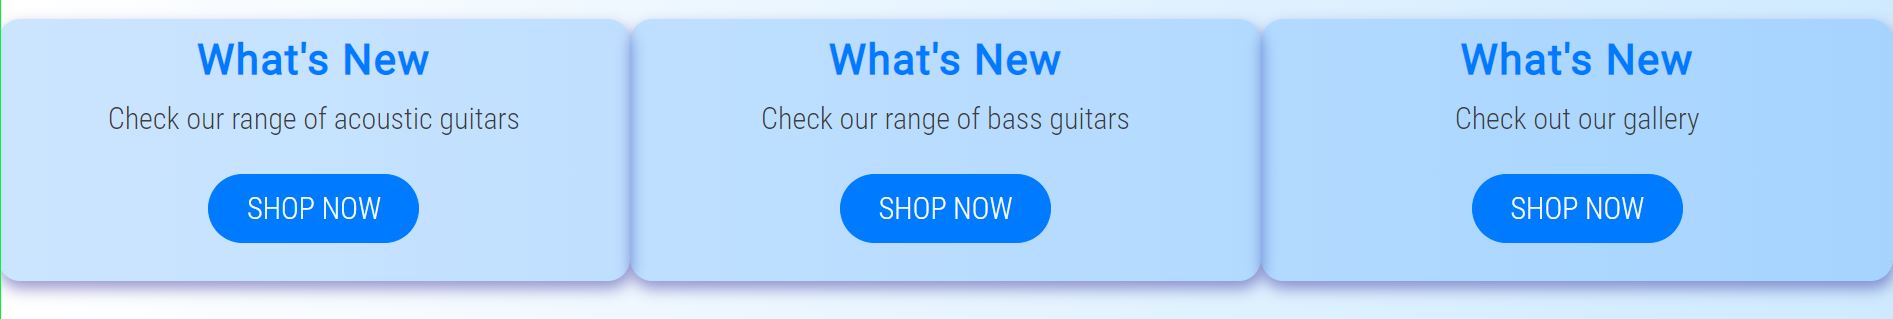 What's New
Check our range of acoustic guitars
SHOP NOW
What's New
Check our range of bass guitars
SHOP NOW
What's New
Check out our gallery
SHOP NOW